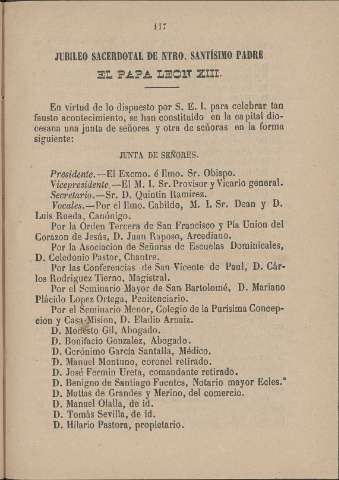 117
JUBILEO SACERDOTAL DE NTRO. SANTÍSIMO PADRE
EL PAPA LEON XIII.
En virtud de lo dispuesto por S. E. I. para celebrar tan
fausto acontecimiento, se han constituido en la capital dio-
cesana una junta de señores y otra de señoras en la forma
siguiente:
JUNTA DE SEÑORES.
Presidente.—El Excmo. é Ilmo. Sr. Obispo.
Vicepresidente.—El M. I. Sr. Provisor y Vicario general.
Secretario.—Sr. D. Quintin Ramirez.
Vocales.—Por el Ilmo. Cabildo, M. I. Sr. Dean y D.
Luis Rueda, Canónigo.
Por la Orden Tercera de San Francisco y Pía Union del
Corazon de Jesús, D. Juan Raposo, Arcediano.
Por la Asociacion de Señoras de Escuelas Dominicales,
D. Celedonio Pastor, Chantre.
Por las Conferencias de San Vicente de Paul, D. Cár-
los Rodriguez Tierno, Magistral.
Por el Seminario Mayor de San Bartolomé, D. Mariano
Plácido Lopez Ortega, Penitenciario.
Por el Seminario Menor, Colegio de la Purísima Concep-
cion y Casa-Mision, D. Eladio Arnaiz.
D. Modesto Gil, Abogado.
D. Bonifacio Gonzalez, Abogado.
D. Gerónimo García Santalla, Médico.
D. Manuel Montuno, coronel retirado.
D. José Fermin Ureta, comandante retirado.
D. Benigno de Santiago Fuentes, Notario mayor Ecles.º
D. Matias de Grandes y Merino, del comercio.
D. Manuel Olalla, de id.
D. Tomás Sevilla, de id.
D. Hilario Pastora, propietario.